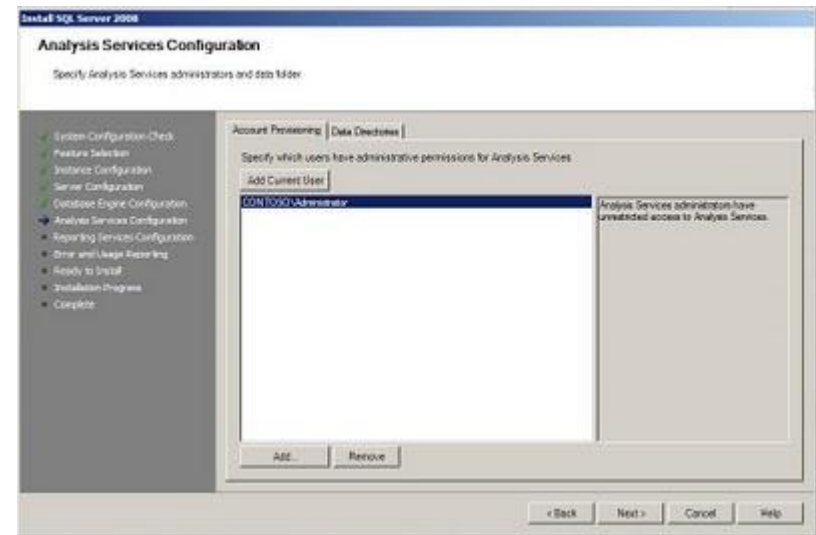 Install SQL Server 2008
Analysis Services Configuration
Specify Analysis Services administrators and data folder.
System Configuration Check
Feature Selection
Instance Configuration
Server Configuration
Database Engine Configuration
Analysis Services Configuration
Reporting Services Configuration
Error and Usage Reporting
Ready to Install
Installation Progress
Complete
Account Provisioning
Data Directories
Specify which users have administrative permissions for Analysis Services.
Add Current User
CONTOSO\Administrator
Analysis Services administrators have
unrestricted access to Analysis Services.
Add...
Remove
< Back
Next >
Cancel
Help